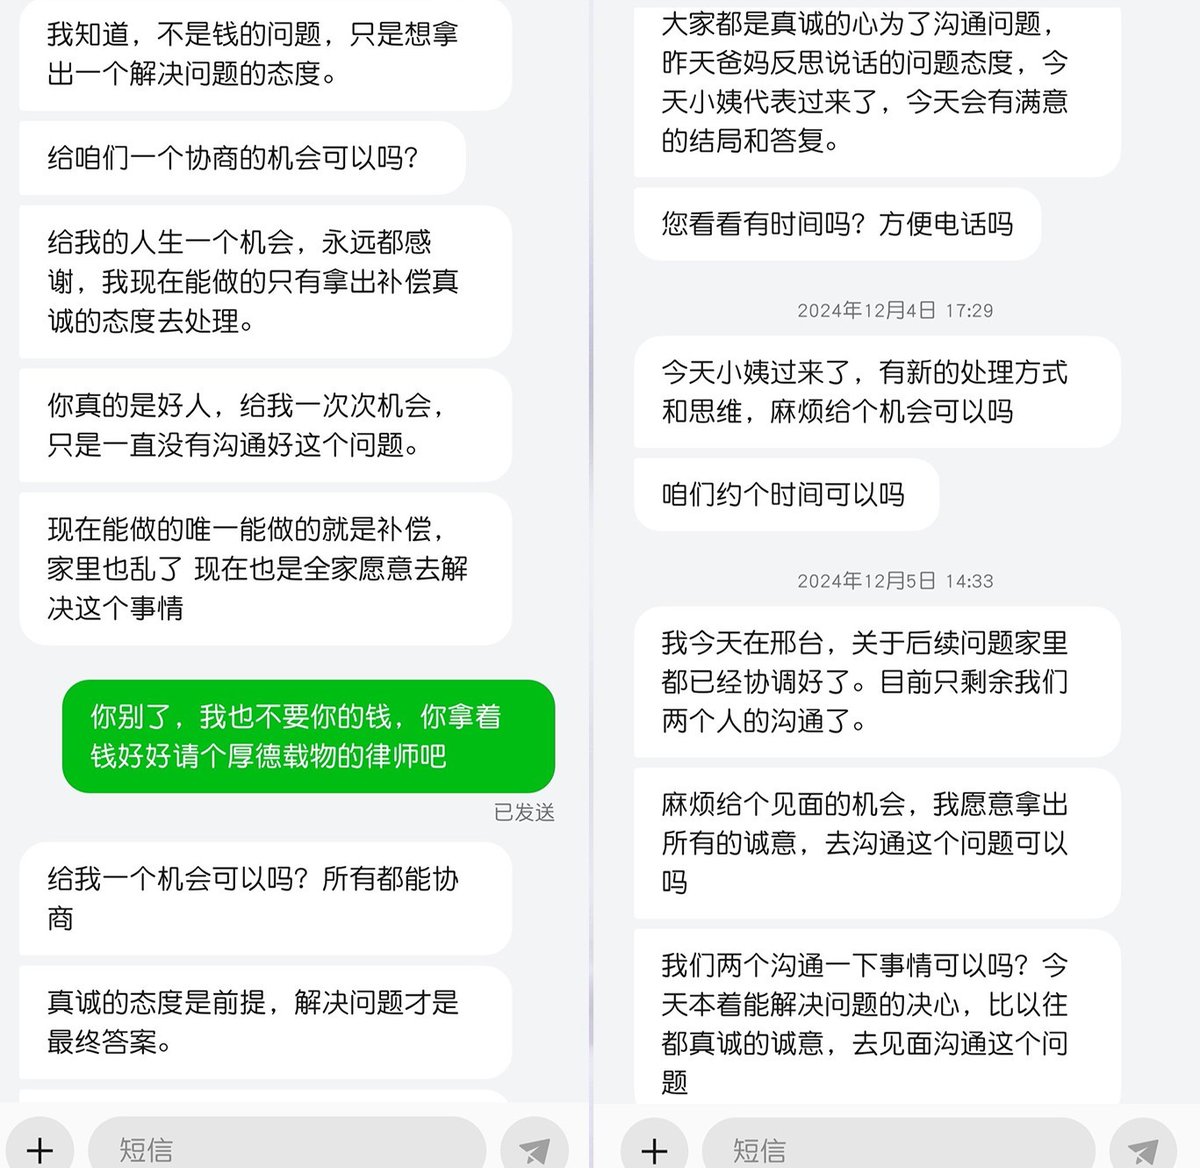 我知道，不是钱的问题，只是想拿
出一个解决问题的态度。
给咱们一个协商的机会可以吗？
给我的人生一个机会，永远都感
谢，我现在能做的只有拿出补偿真
诚的态度去处理。
你真的是好人，给我一次次机会，
只是一直没有沟通好这个问题。
现在能做的唯一能做的就是补偿，
家里也乱了 现在也是全家愿意去解
决这个事情
你别了，我也不要你的钱，你拿着
钱好好请个厚德载物的律师吧
已发送
给我一个机会可以吗？所有都能协
商
真诚的态度是前提，解决问题才是
最终答案。
短信
大家都是真诚的心为了沟通问题，
昨天爸妈反思说话的问题态度，今
天小姨代表过来了，今天会有满意
的结局和答复。
您看看有时间吗？方便电话吗
2024年12月4日 17:29
今天小姨过来了，有新的处理方式
和思维，麻烦给个机会可以吗
咱们约个时间可以吗
2024年12月5日 14:33
我今天在邢台，关于后续问题家里
都已经协调好了。目前只剩余我们
两个人的沟通了。
麻烦给个见面的机会，我愿意拿出
所有的诚意，去沟通这个问题可以
吗
我们两个沟通一下事情可以吗？今
天本着能解决问题的决心，比以往
都真诚的诚意，去见面沟通这个问
题
短信